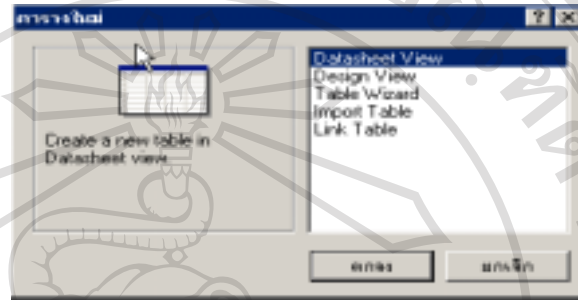 ตารางใหม่
Create a new table in
Datasheet view.
Datasheet View
Design View
Table Wizard
Import Table
Link Table
ตกลง
ยกเลิก